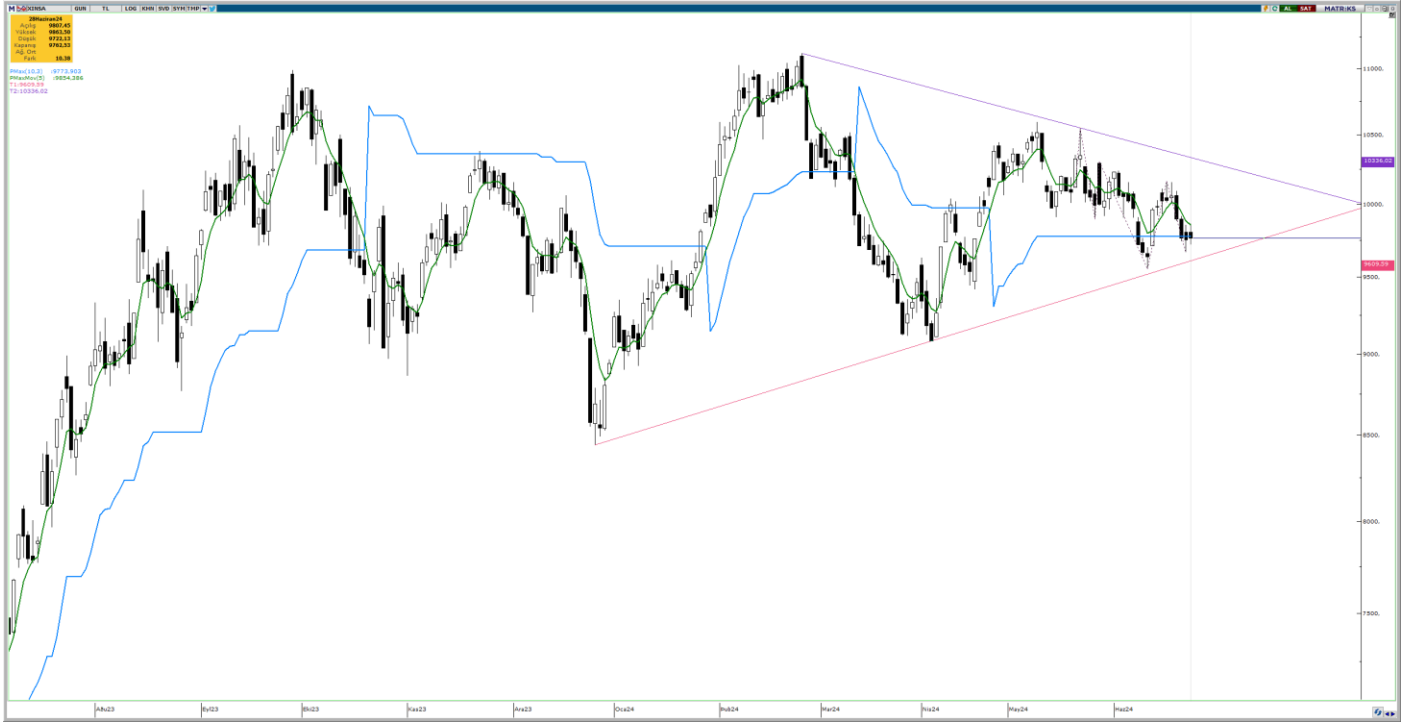 XINSA GUN TL LOG KHN SVD SYM TMP AL SAT MATRiKS
28Haziran24
Açılış 9807,45
Yüksek 9863,50
Düşük 9722,13
Kapanış 9762,53
Ağ. Ort
Fark 16,38
PMax(10,3) :9773,903
PMaxMov(5) :9854,386
T1:9609,59
T2:10336,02
11000.
10500.
10336.02
10000.
9609,59
9500.
9000.
8500.
8000.
7500.
Ağu23 Eyl23 Eki23 Kas23 Ara23 Oca24 Şub24 Mar24 Nis24 May24 Haz24